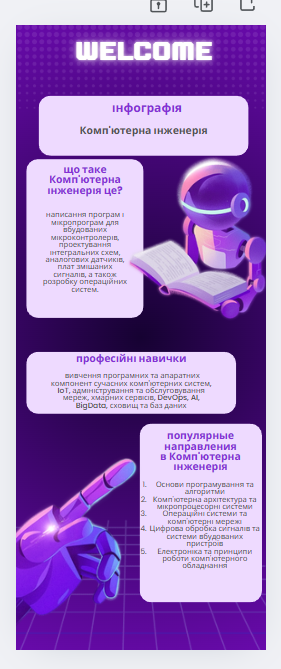 WELCOME
інфографія
Комп'ютерна інженерія
що таке
Комп'ютерна
інженерія це?
написання програм і
мікропрограм для
вбудованих
мікроконтролерів,
проектування
інтегральних схем,
аналогових датчиків,
плат змішаних
сигналів, а також
розробку операційних
систем.
професійні навички
вивчення програмних та апаратних
компонент сучасних комп'ютерних систем,
IoT, адміністрування та обслуговування
мереж, хмарних сервісів, DevOps, AI,
BigData, сховищ та баз даних
популярные
направления
в Комп'ютерна
інженерія
1. Основи програмування та
алгоритми
2. Комп'ютерна архітектура та
мікропроцесорні системи
3. Операційні системи та
комп'ютерні мережі
4. Цифрова обробка сигналів та
системи вбудованих
пристроїв
5. Електроніка та принципи
роботи комп'ютерного
обладнання